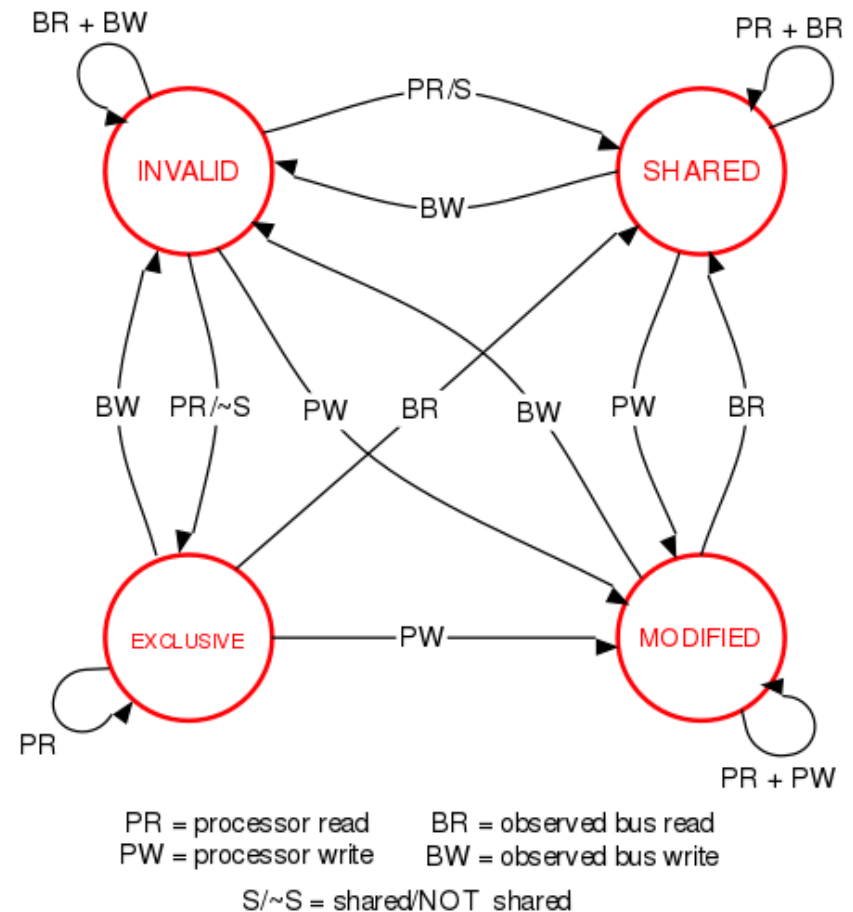 BR + BW
PR + BR
PR/S
INVALID
SHARED
BW
BW
PR/~S
PW
BR
BW
PW
BR
EXCLUSIVE
PW
MODIFIED
PR
PR + PW
PR = processor read
BR = observed bus read
PW = processor write
BW = observed bus write
S/~S = shared/NOT shared